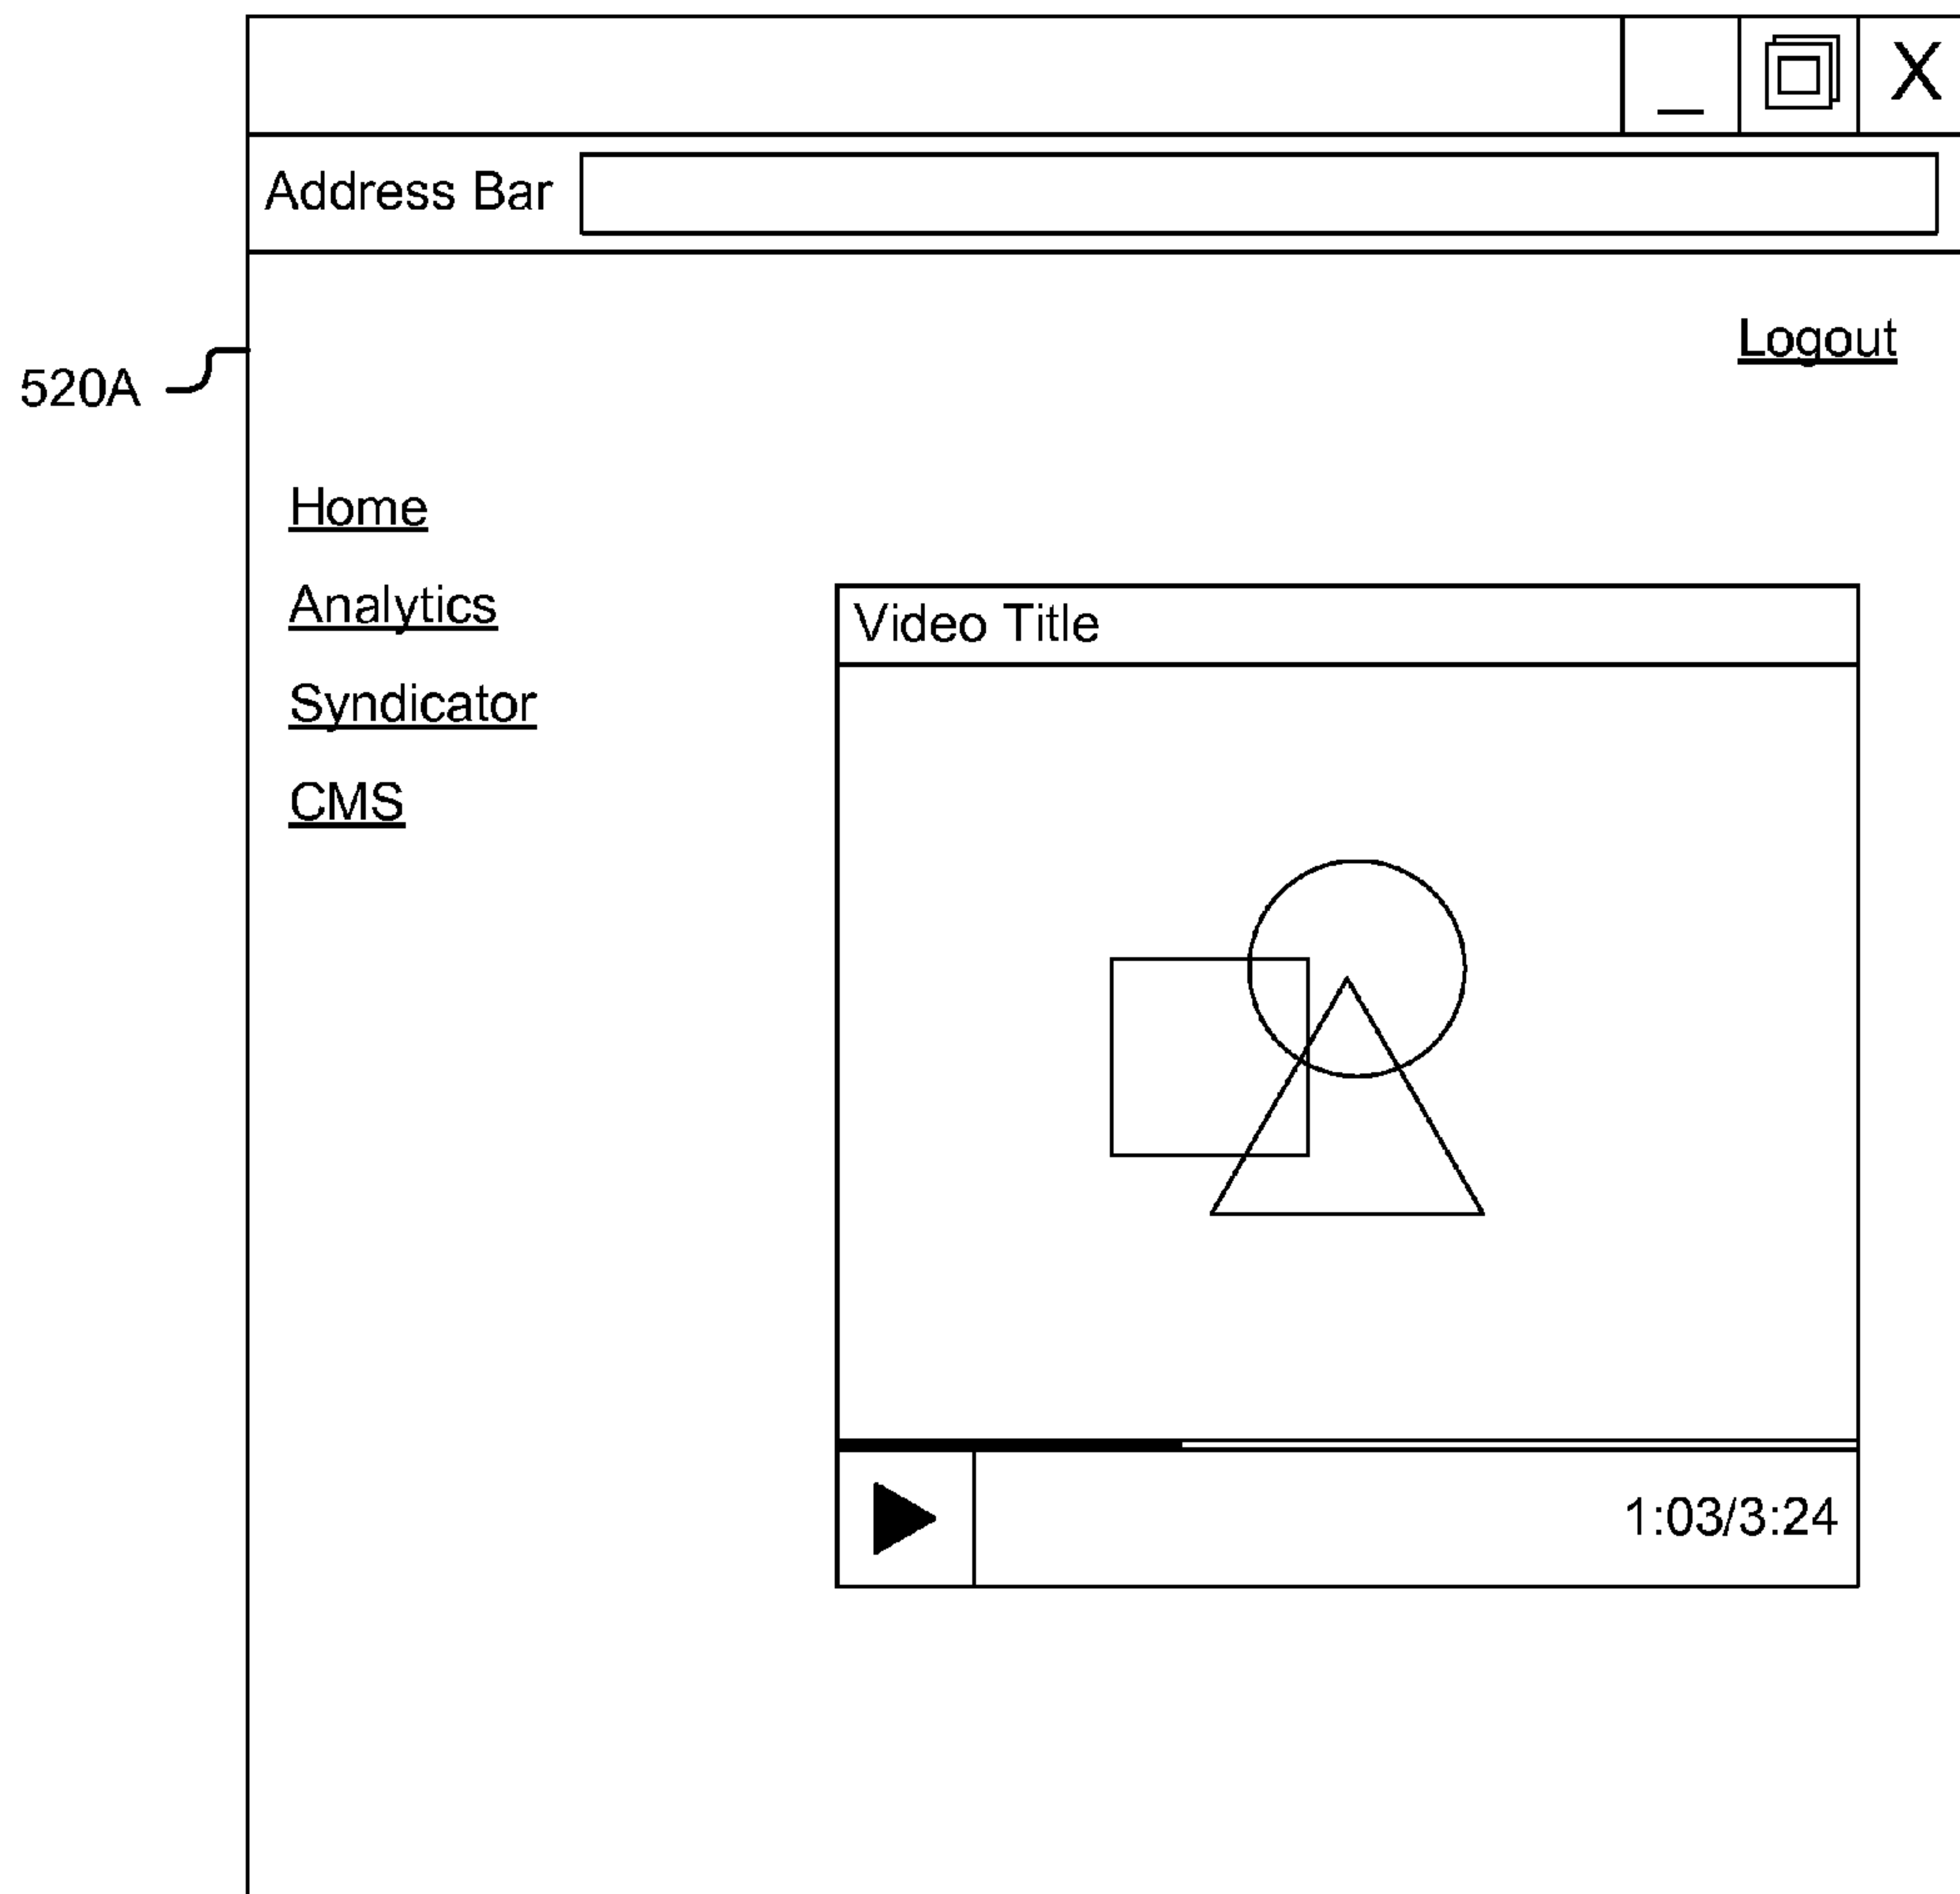 X
Address Bar
Logout
520A
Home
Analytics
Syndicator
CMS
Video Title
1:03/3:24